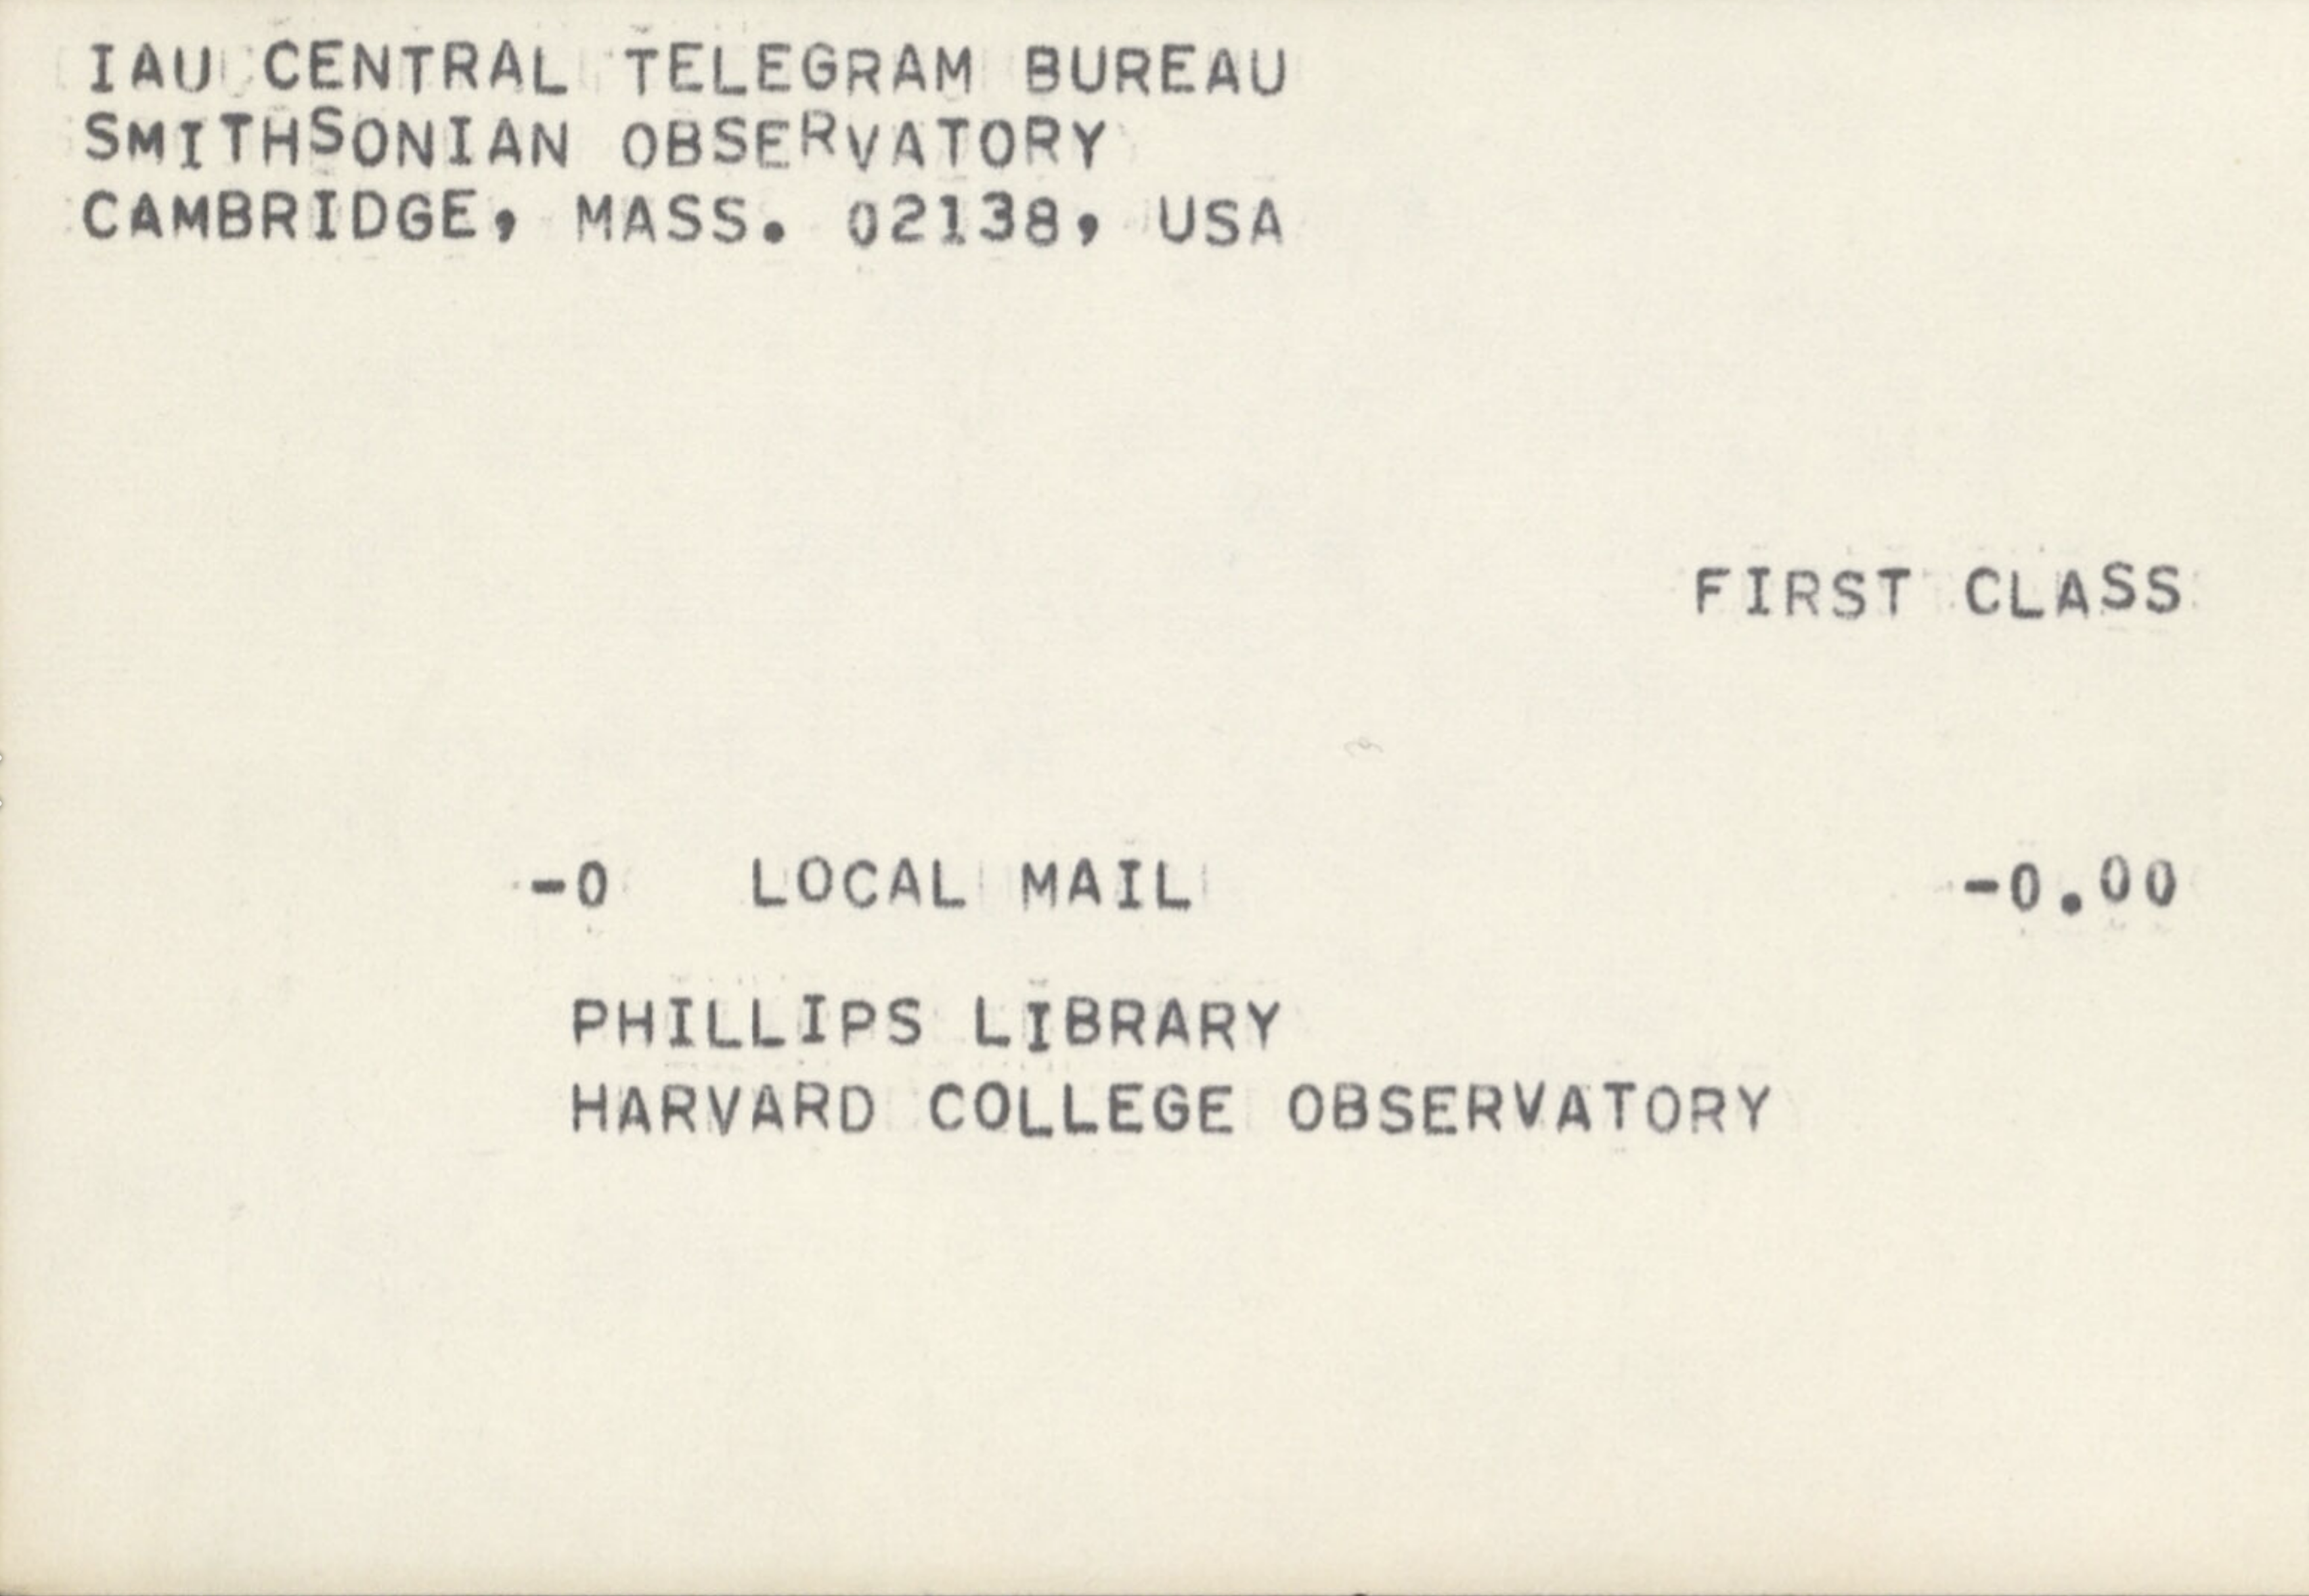 IAU CENTRAL TELEGRAM BUREAU
SMITHSONIAN OBSERVATORY
CAMBRIDGE, MASS. 02138, USA
FIRST CLASS
-0 LOCAL MAIL -0.00
PHILLIPS LIBRARY
HARVARD COLLEGE OBSERVATORY